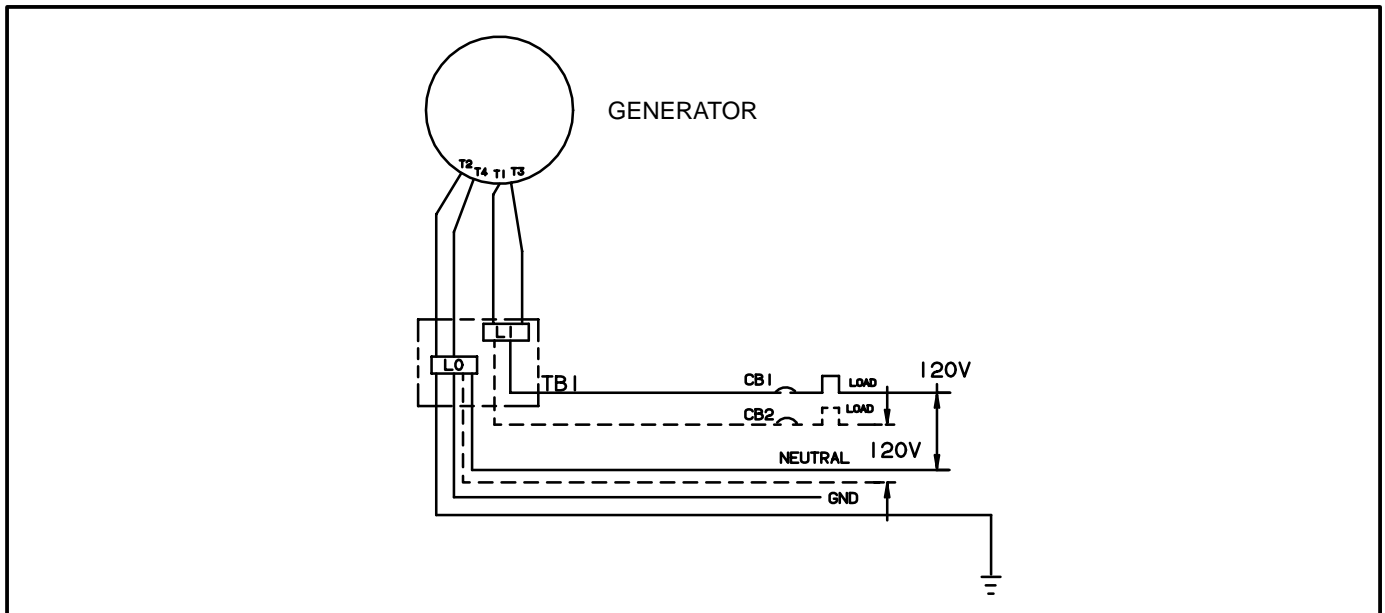 GENERATOR
T2 T4 T1 T3
L1
L0
TB1
CB1 LOAD 120V
CB2 LOAD
120V
NEUTRAL
GND